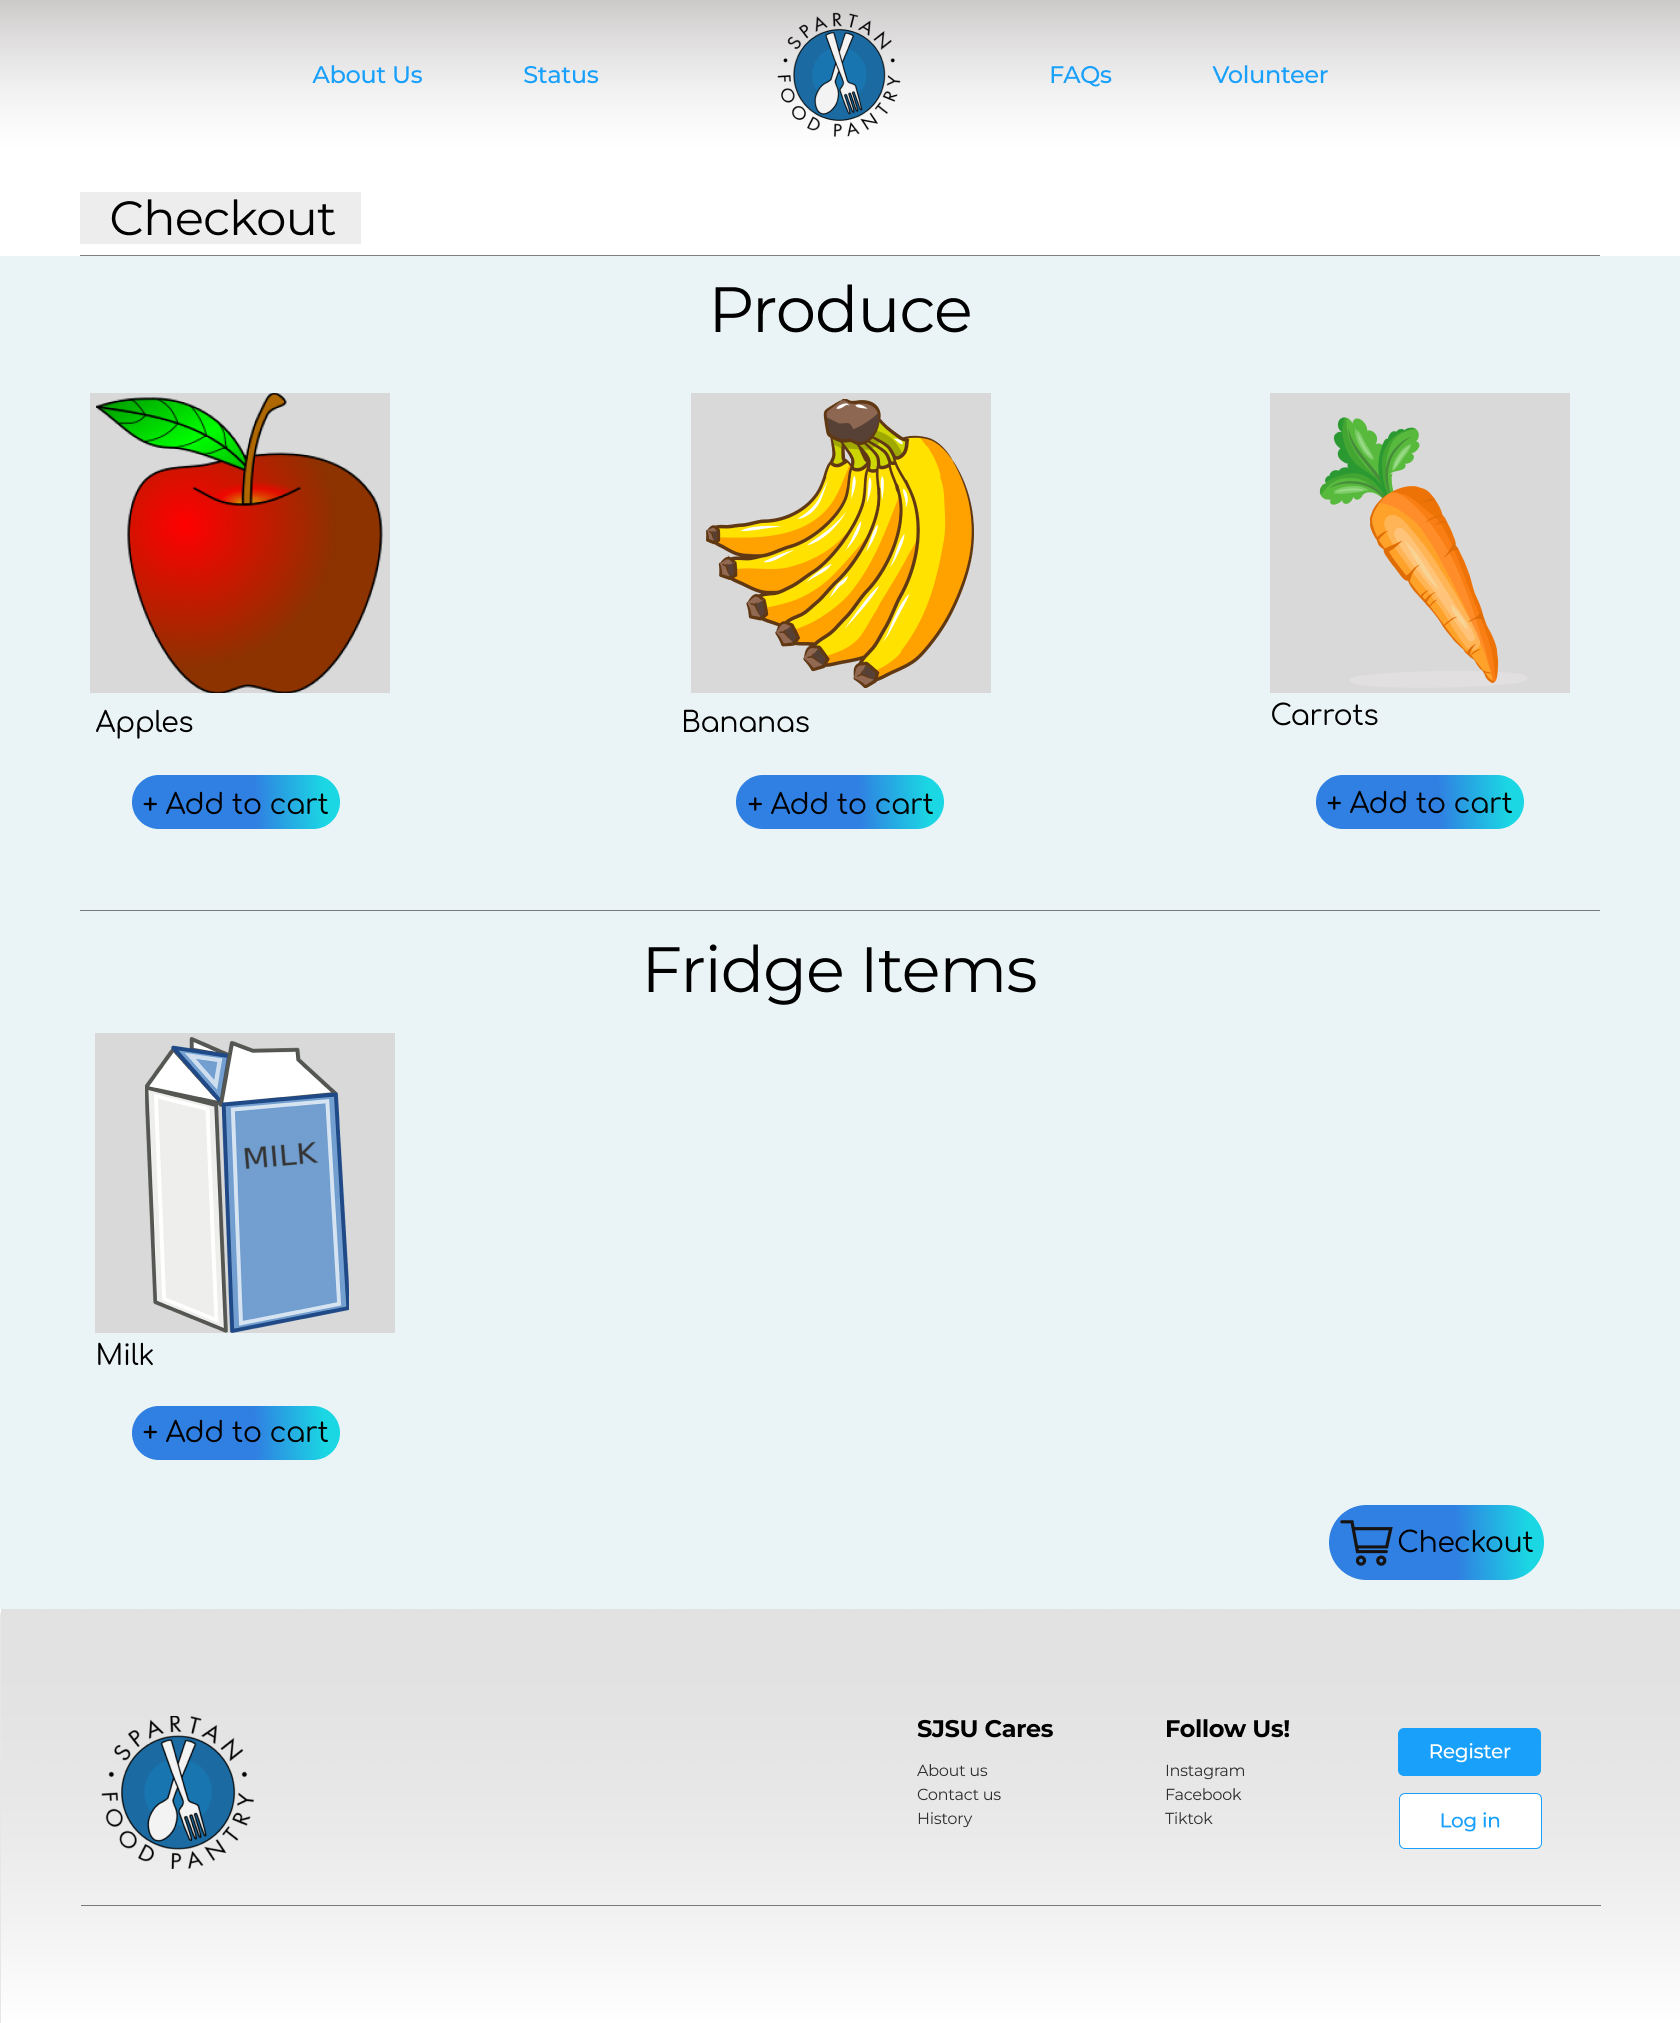 About Us
Status
SPARTAN
FOOD PANTRY
FAQs
Volunteer
Checkout
Produce
Apples
Bananas
Carrots
+ Add to cart
+ Add to cart
+ Add to cart
Fridge Items
MILK
Milk
+ Add to cart
Checkout
SPARTAN
FOOD PANTRY
SJSU Cares
About us
Contact us
History
Follow Us!
Instagram
Facebook
Tiktok
Register
Log in